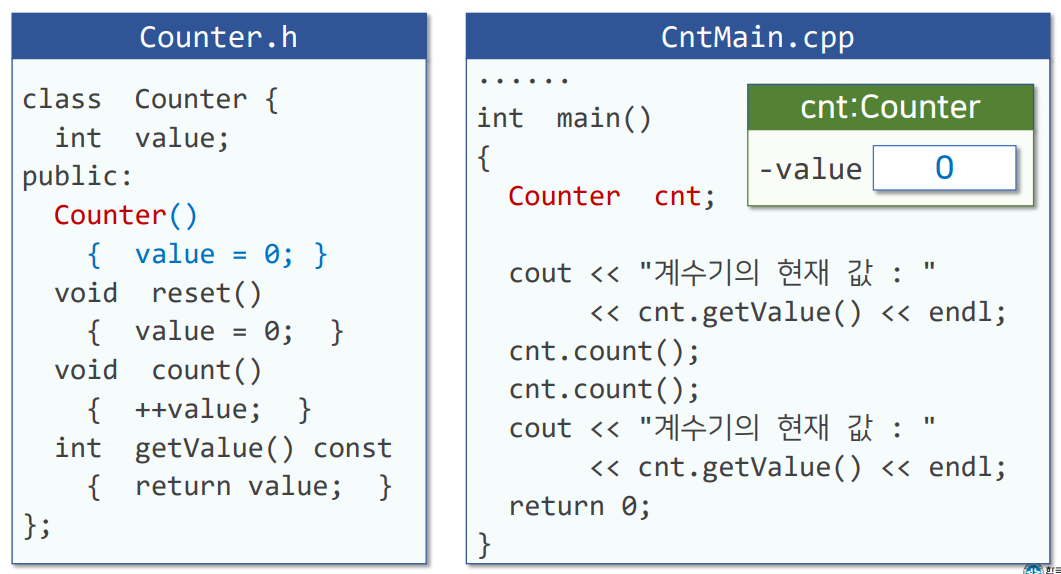 Counter.h
class Counter {
int value;
public:
Counter()
{ value = 0; }
void reset()
{ value = 0; }
void count()
{ ++value; }
int getValue() const
{ return value; }
};
CntMain.cpp
......
int main()
{
Counter cnt;
cout << "계수기의 현재 값 : "
<< cnt.getValue() << endl;
cnt.count();
cnt.count();
cout << "계수기의 현재 값 : "
<< cnt.getValue() << endl;
return 0;
}
cnt:Counter
-value 0